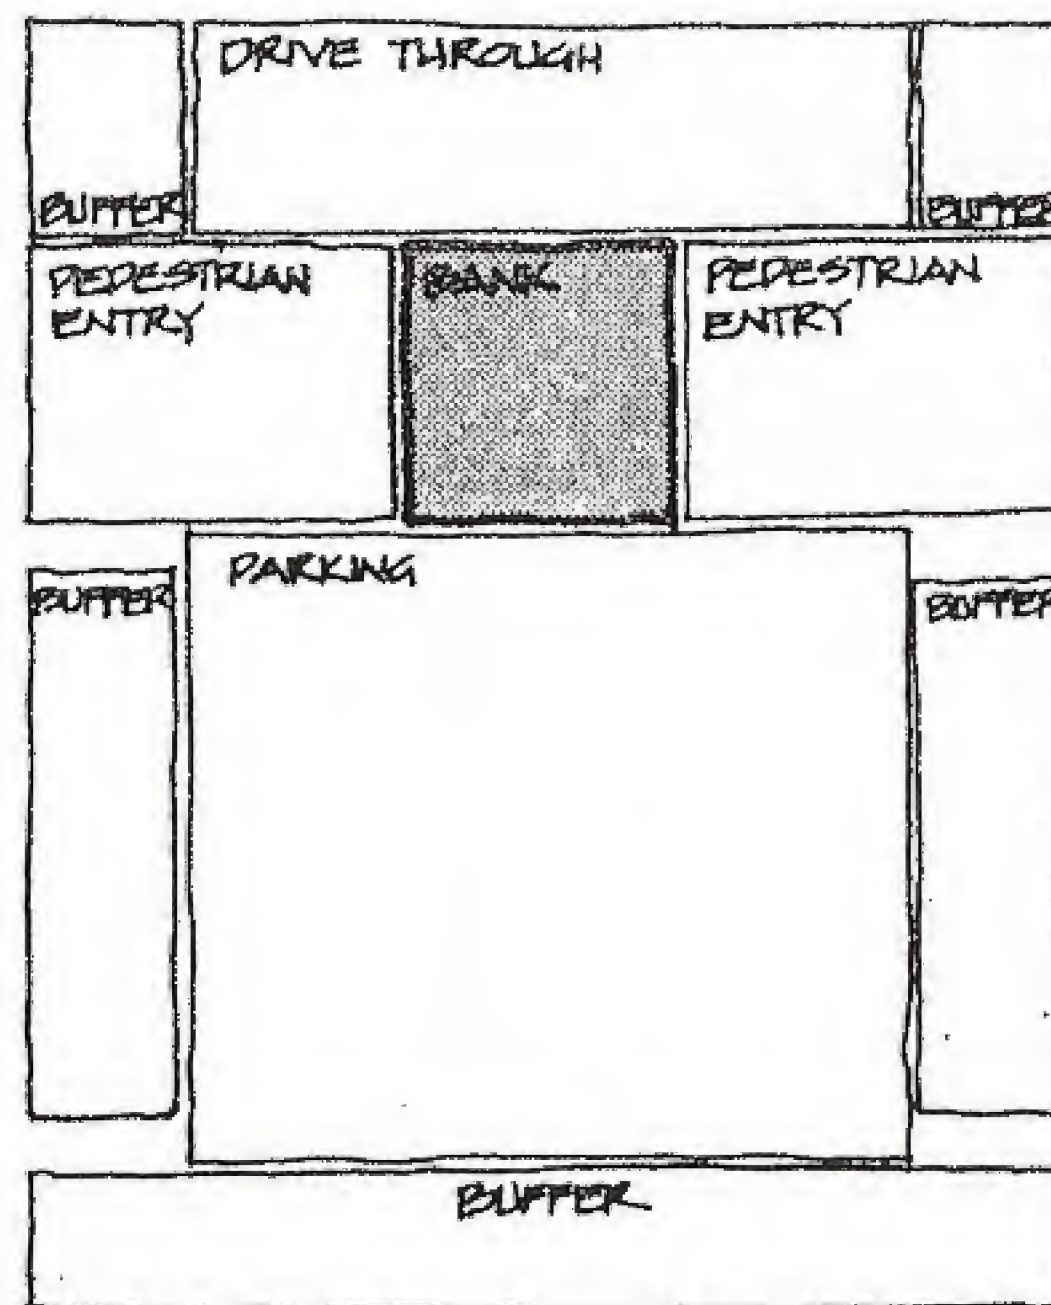 DRIVE THROUGH
BUFFER
BUFFER
PEDESTRIAN
ENTRY
BANK
PEDESTRIAN
ENTRY
PARKING
BUFFER
BUFFER
BUFFER